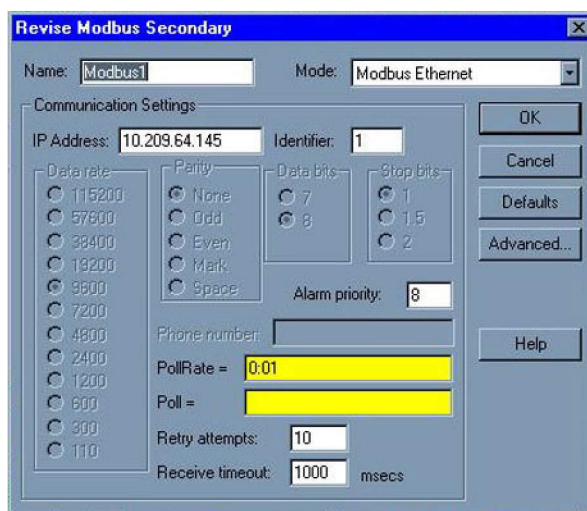 Revise Modbus Secondary
Name: Modbus1 Mode: Modbus Ethernet
Communication Settings
IP Address: 10.209.64.145 Identifier: 1
OK
Cancel
Defaults
Advanced...
Help
Data rate
115200
57600
38400
19200
9600
7200
4800
2400
1200
600
300
110
Parity
None
Odd
Even
Mark
Space
Data bits
7
8
Stop bits
1
1.5
2
Alarm priority: 8
Phone number:
PollRate = 0:01
Poll =
Retry attempts: 10
Receive timeout: 1000 msecs